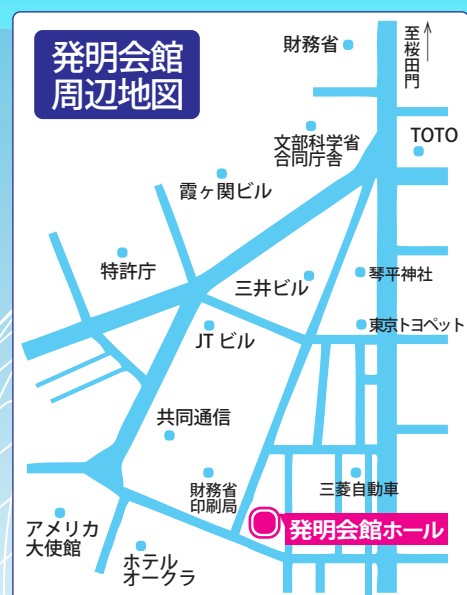 発明会館
周辺地図
財務省
至桜田門
TOTO
文部科学省
合同庁舎
霞ヶ関ビル
特許庁
三井ビル
琴平神社
東京トヨペット
JTビル
共同通信
財務省
印刷局
三菱自動車
発明会館ホール
アメリカ
大使館
ホテル
オークラ